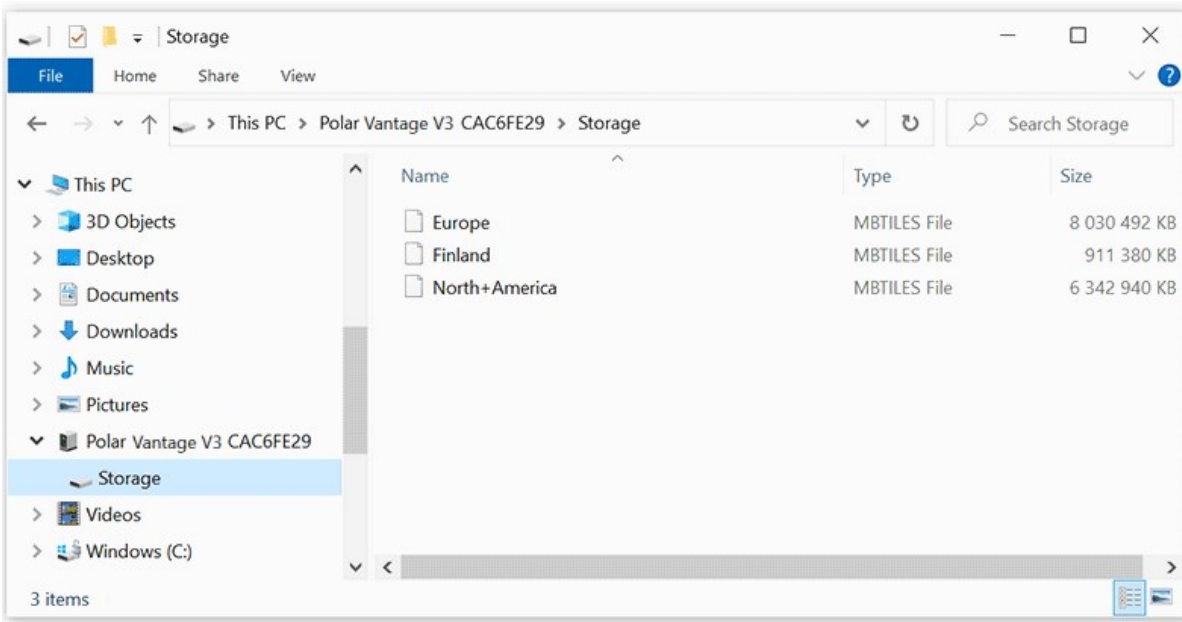 Storage
File Home Share View
This PC > Polar Vantage V3 CAC6FE29 > Storage
Search Storage
This PC
3D Objects
Desktop
Documents
Downloads
Music
Pictures
Polar Vantage V3 CAC6FE29
Storage
Videos
Windows (C:)
Name Type Size
Europe MBTILES File 8 030 492 KB
Finland MBTILES File 911 380 KB
North+America MBTILES File 6 342 940 KB
3 items